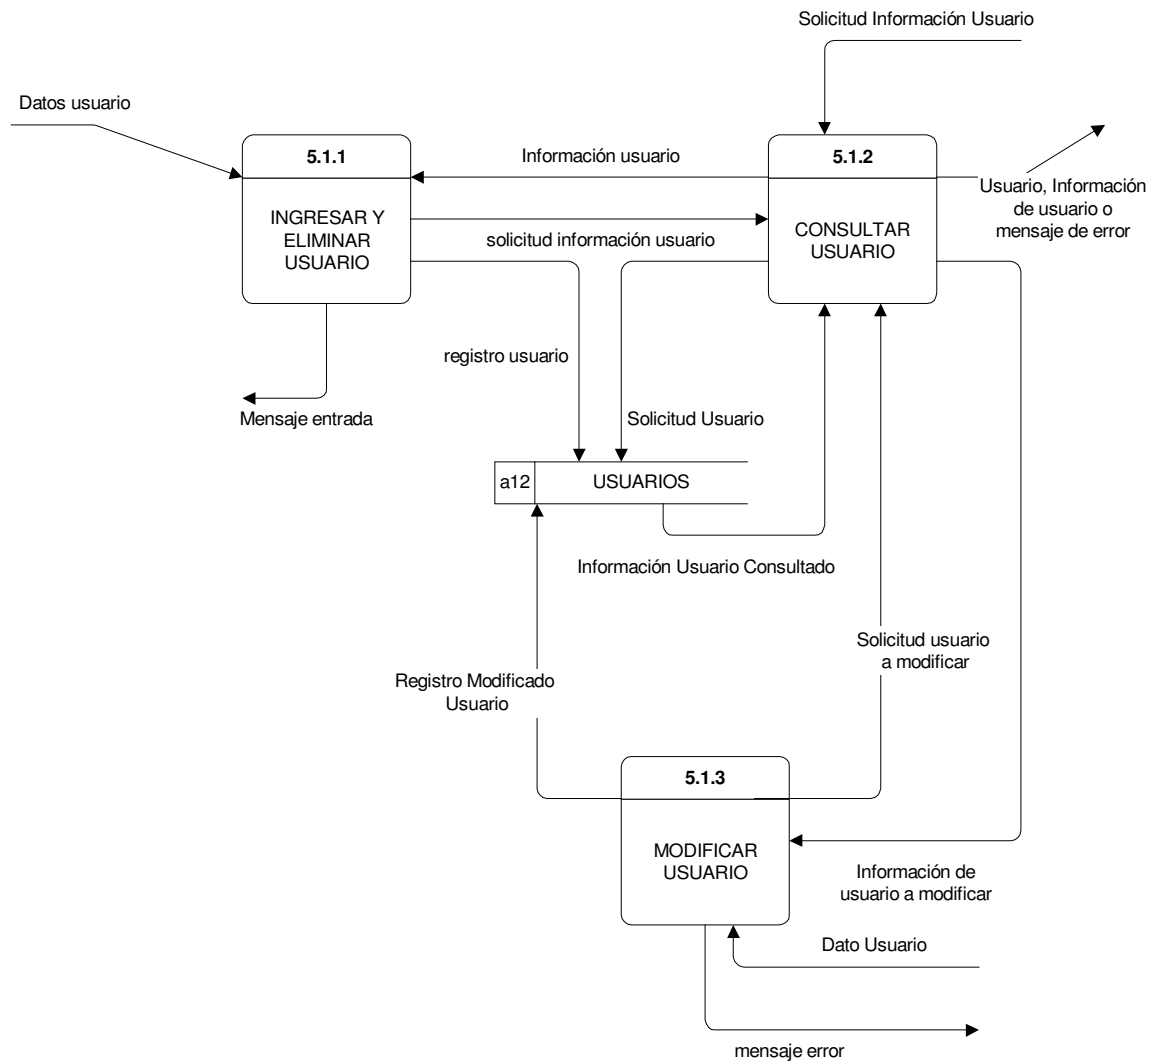 Solicitud Información Usuario
Datos usuario
5.1.1
INGRESAR Y
ELIMINAR
USUARIO
Información usuario
solicitud información usuario
5.1.2
CONSULTAR
USUARIO
Usuario, Información
de usuario o
mensaje de error
registro usuario
Mensaje entrada
Solicitud Usuario
a12
USUARIOS
Información Usuario Consultado
Solicitud usuario
a modificar
Registro Modificado
Usuario
5.1.3
MODIFICAR
USUARIO
Información de
usuario a modificar
Dato Usuario
mensaje error